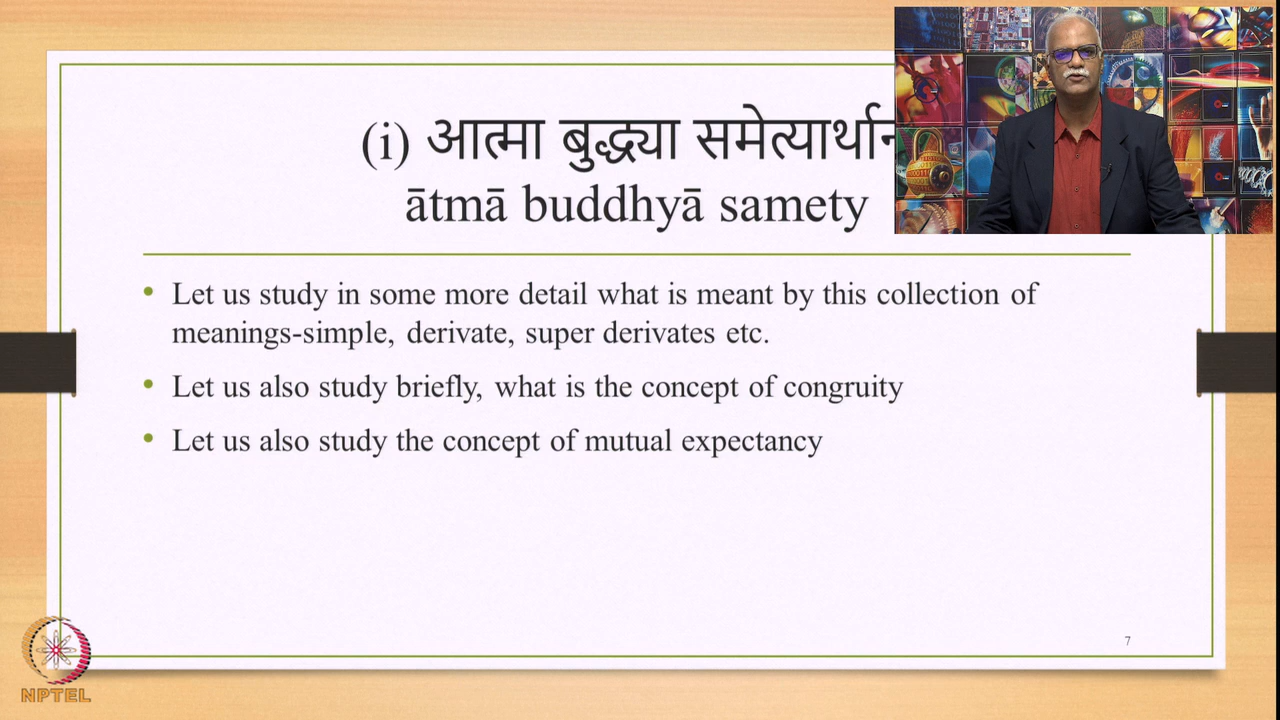 (i) आत्मा बुद्ध्या समेत्यार्थान
ātmā buddhyā samety
• Let us study in some more detail what is meant by this collection of
meanings-simple, derivate, super derivates etc.
• Let us also study briefly, what is the concept of congruity
• Let us also study the concept of mutual expectancy
7
NPTEL